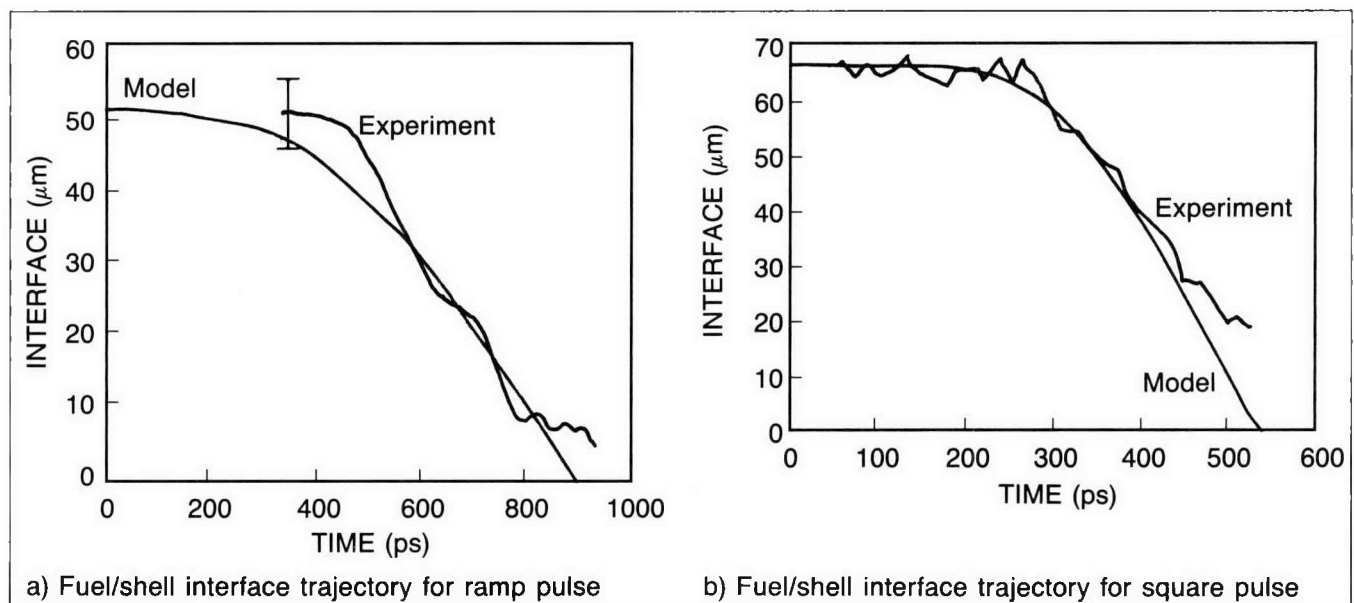 60
50
40
30
20
10
0
INTERFACE (μm)
Model
Experiment
0 200 400 600 800 1000
TIME (ps)
a) Fuel/shell interface trajectory for ramp pulse
70
60
50
40
30
20
10
0
INTERFACE (μm)
Experiment
Model
0 100 200 300 400 500 600
TIME (ps)
b) Fuel/shell interface trajectory for square pulse